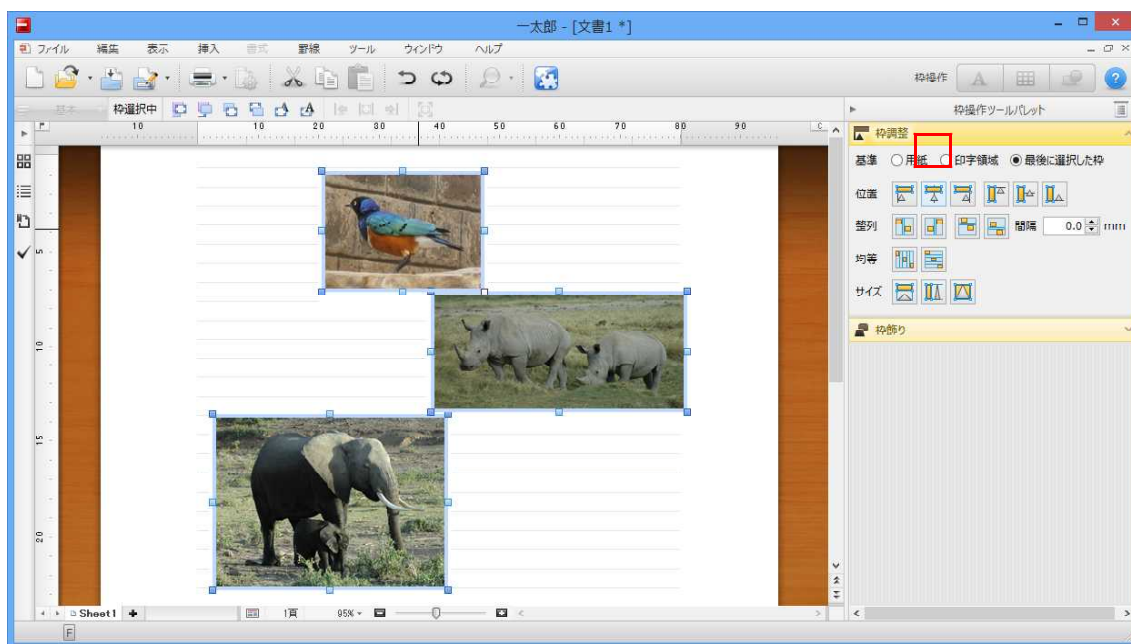 一太郎 - [文書1 *]
ファイル 編集 表示 挿入 書式 罫線 ツール ウィンドウ ヘルプ
枠操作 A
基本 枠選択中
枠操作ツールパレット
10 10 20 30 40 50 60 70 80 90 C
枠調整
基準 用紙 印字領域 最後に選択した枠
位置
整列 間隔 0.0 mm
均等
サイズ
枠飾り
5
10
15
20
Sheet1 1頁 95%
F